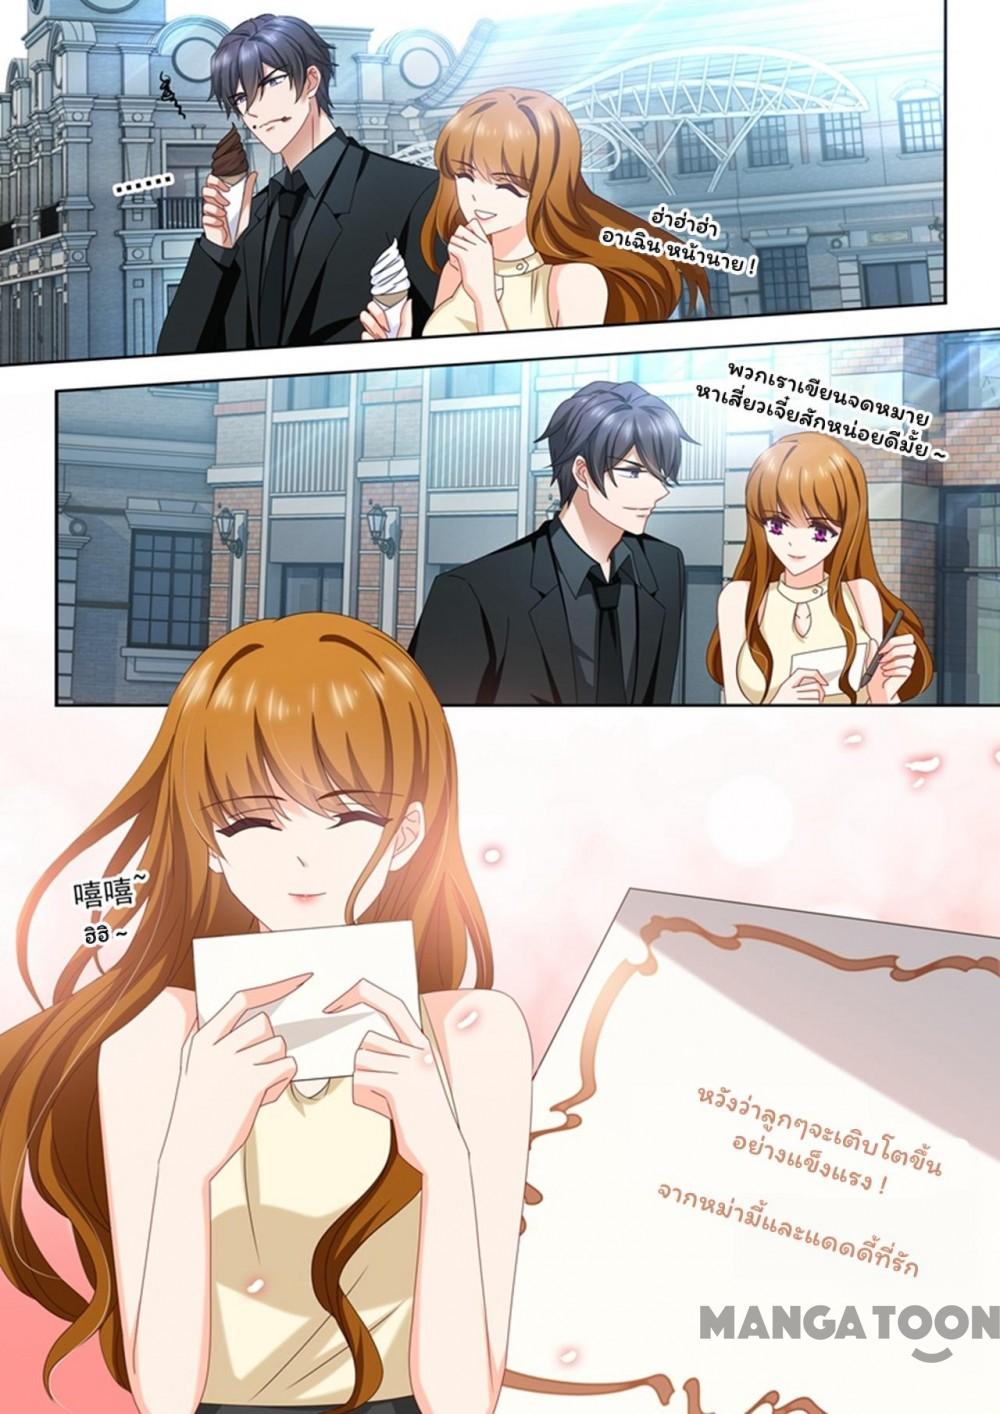 .......
ฮ่าฮ่าฮ่า
อาเฉิน หน้านาย !
พวกเราเขียนจดหมาย
หาเสี่ยวเจี๋ยสักหน่อยดีมั้ย ~
嘻嘻~
ฮิฮิ ~
หวังว่าลูกๆจะเติบโตขึ้น
อย่างแข็งแรง !
จากหม่ามี้และแดดดี้ที่รัก
MANGATOON